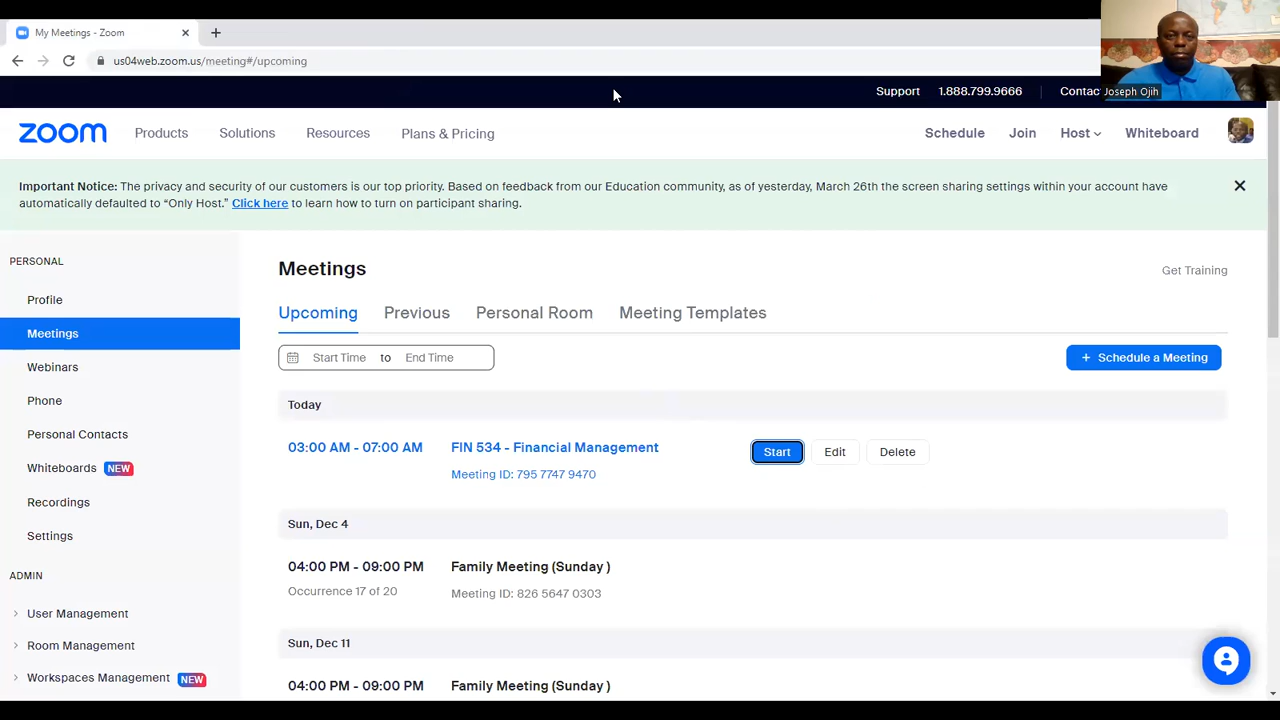 My Meetings - Zoom
us04web.zoom.us/meeting#/upcoming
Joseph Ojih
Support 1.888.799.9666 Contac
zoom Products Solutions Resources Plans & Pricing Schedule Join Host Whiteboard
Important Notice: The privacy and security of our customers is our top priority. Based on feedback from our Education community, as of yesterday, March 26th the screen sharing settings within your account have
automatically defaulted to “Only Host.” Click here to learn how to turn on participant sharing.
PERSONAL
Profile
Meetings
Webinars
Phone
Personal Contacts
Whiteboards NEW
Recordings
Settings
ADMIN
User Management
Room Management
Workspaces Management NEW
Meetings
Get Training
Upcoming Previous Personal Room Meeting Templates
Start Time to End Time
+ Schedule a Meeting
Today
03:00 AM - 07:00 AM FIN 534 - Financial Management Start Edit Delete
Meeting ID: 795 7747 9470
Sun, Dec 4
04:00 PM - 09:00 PM Family Meeting (Sunday )
Occurrence 17 of 20 Meeting ID: 826 5647 0303
Sun, Dec 11
04:00 PM - 09:00 PM Family Meeting (Sunday )